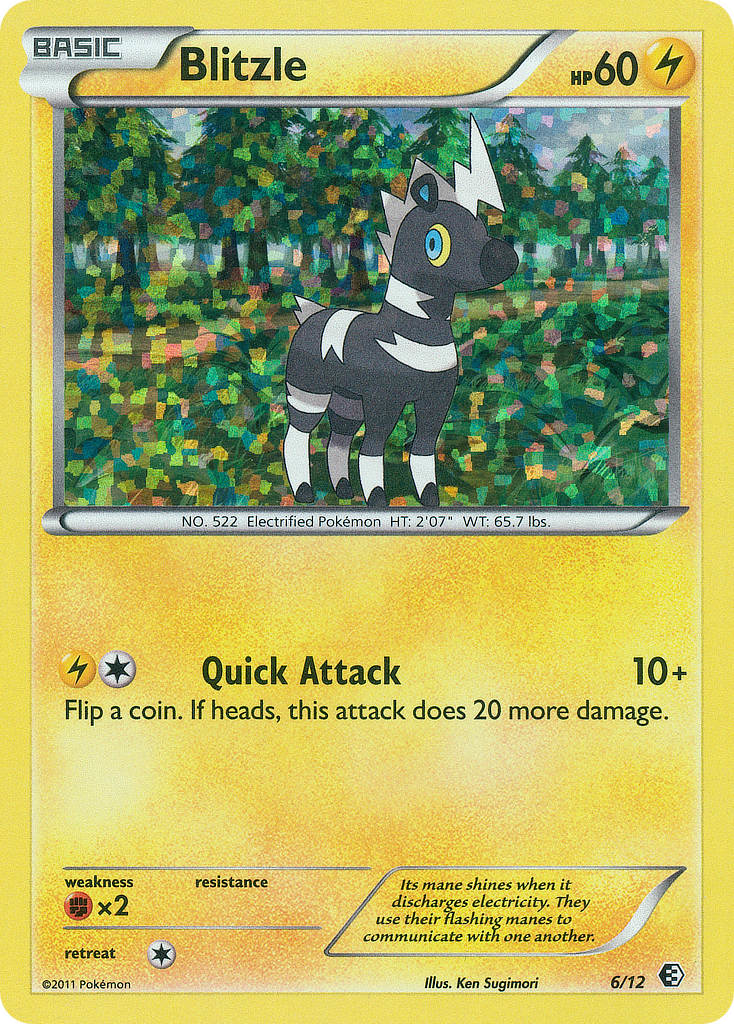 BASIC
Blitzle
HP60
NO. 522 Electrified Pokémon HT: 2'07" WT: 65.7 lbs.
Quick Attack 10+
Flip a coin. If heads, this attack does 20 more damage.
weakness resistance
×2
retreat
Its mane shines when it
discharges electricity. They
use their flashing manes to
communicate with one another.
©2011 Pokémon
Illus. Ken Sugimori
6/12